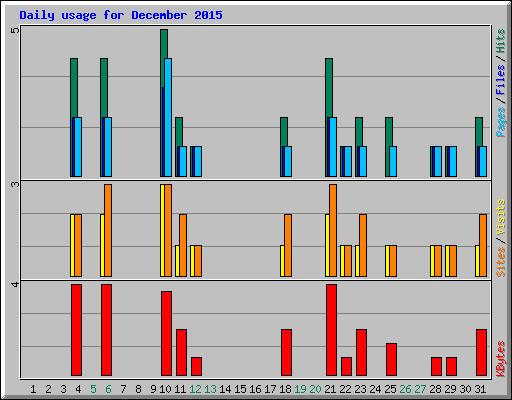 Daily usage for December 2015
5
3
4
Pages / Files / Hits
Sites / Visits
KBytes
1 2 3 4 5 6 7 8 9 10 11 12 13 14 15 16 17 18 19 20 21 22 23 24 25 26 27 28 29 30 31